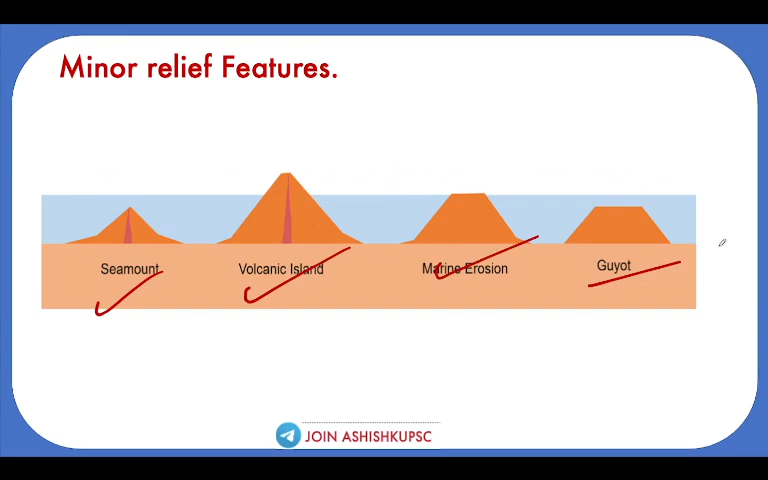 Minor relief Features.
Seamount
Volcanic Island
Marine Erosion
Guyot
JOIN ASHISHKUPSC